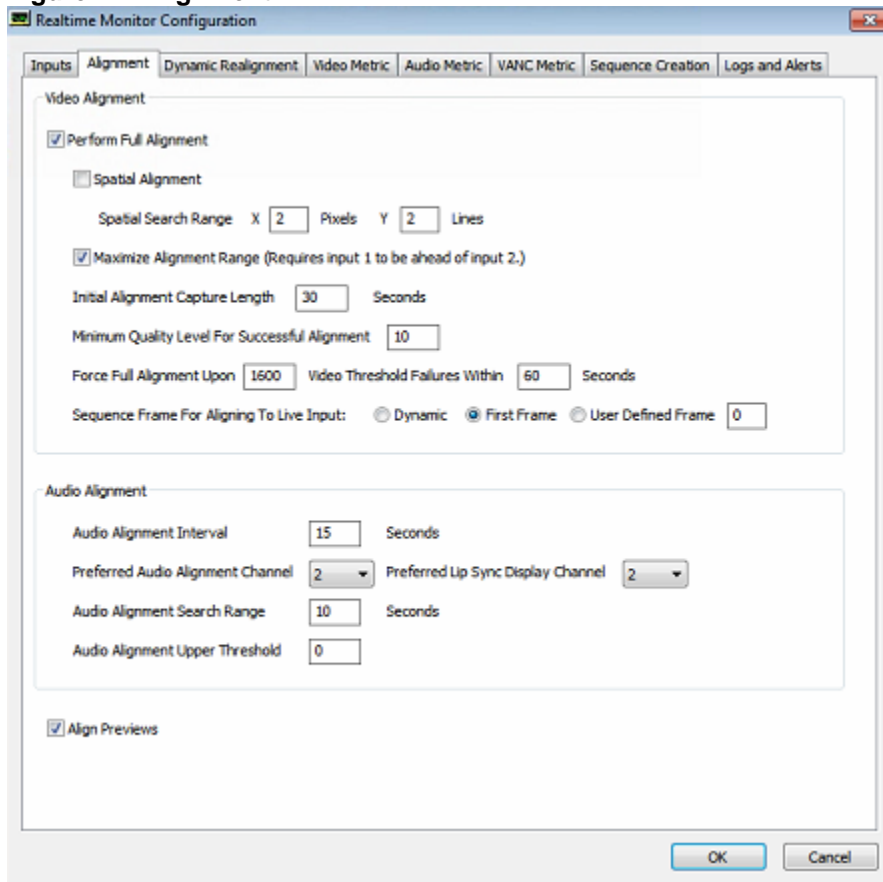 Realtime Monitor Configuration
Inputs Alignment Dynamic Realignment Video Metric Audio Metric VANC Metric Sequence Creation Logs and Alerts
Video Alignment
Perform Full Alignment
Spatial Alignment
Spatial Search Range X 2 Pixels Y 2 Lines
Maximize Alignment Range (Requires input 1 to be ahead of input 2.)
Initial Alignment Capture Length 30 Seconds
Minimum Quality Level For Successful Alignment 10
Force Full Alignment Upon 1600 Video Threshold Failures Within 60 Seconds
Sequence Frame For Aligning To Live Input: Dynamic First Frame User Defined Frame 0
Audio Alignment
Audio Alignment Interval 15 Seconds
Preferred Audio Alignment Channel 2 Preferred Lip Sync Display Channel 2
Audio Alignment Search Range 10 Seconds
Audio Alignment Upper Threshold 0
Align Previews
OK Cancel